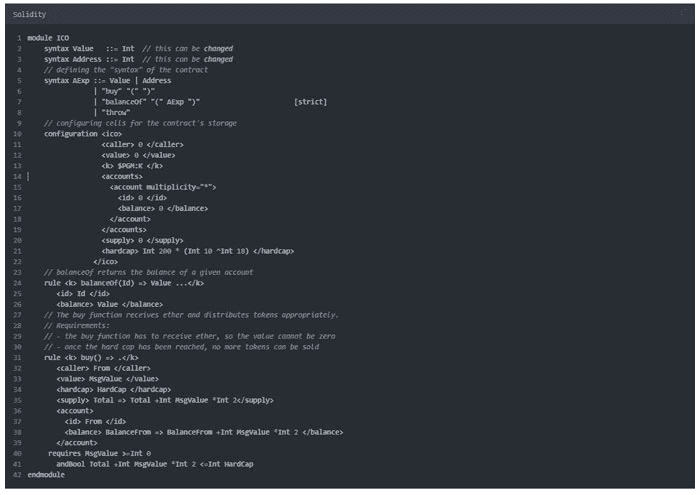 Solidity
1 module ICO
2 syntax Value ::= Int // this can be changed
3 syntax Address ::= Int // this can be changed
4 // defining the "syntax" of the contract
5 syntax AExp ::= Value | Address
6 | "buy" "(" ")"
7 | "balanceOf" "(" AExp ")" [strict]
8 | "throw"
9 // configuring cells for the contract's storage
10 configuration <ico>
11 <caller> 0 </caller>
12 <value> 0 </value>
13 <k> $PGM:K </k>
14 <accounts>
15 <account multiplicity="*">
16 <id> 0 </id>
17 <balance> 0 </balance>
18 </account>
19 </accounts>
20 <supply> 0 </supply>
21 <hardcap> Int 200 * (Int 10 ^Int 18) </hardcap>
22 </ico>
23 // balanceOf returns the balance of a given account
24 rule <k> balanceOf(Id) => Value ...</k>
25 <id> Id </id>
26 <balance> Value </balance>
27 // The buy function receives ether and distributes tokens appropriately.
28 // Requirements:
29 // - the buy function has to receive ether, so the value cannot be zero
30 // - once the hard cap has been reached, no more tokens can be sold
31 rule <k> buy() => .</k>
32 <caller> From </caller>
33 <value> MsgValue </value>
34 <hardcap> HardCap </hardcap>
35 <supply> Total => Total +Int MsgValue *Int 2</supply>
36 <account>
37 <id> From </id>
38 <balance> BalanceFrom => BalanceFrom +Int MsgValue *Int 2 </balance>
39 </account>
40 requires MsgValue >=Int 0
41 andBool Total +Int MsgValue *Int 2 <=Int HardCap
42 endmodule